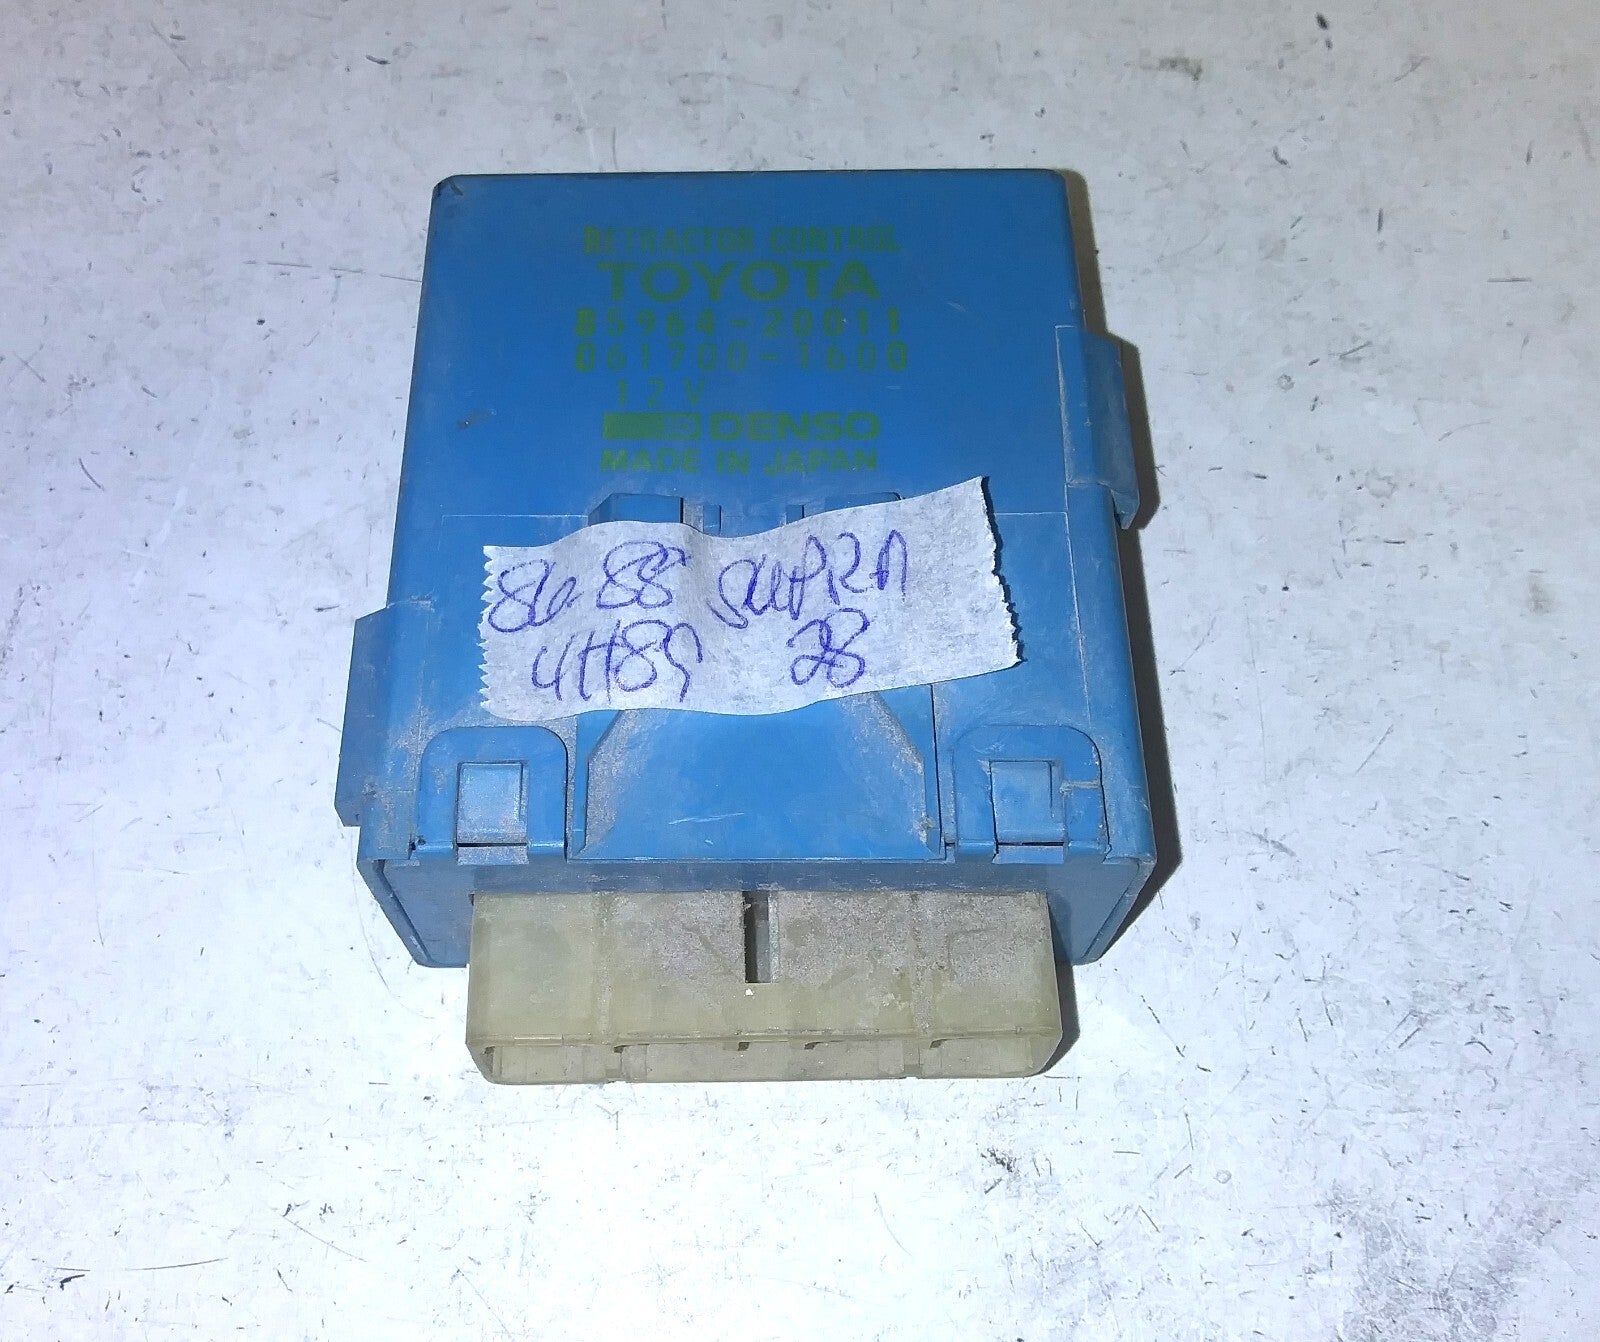 RETRACTOR CONTROL
TOYOTA
85964-20011
061700-1600
12V
DENSO
MADE IN JAPAN
86-88 SUPRA
4H89 28